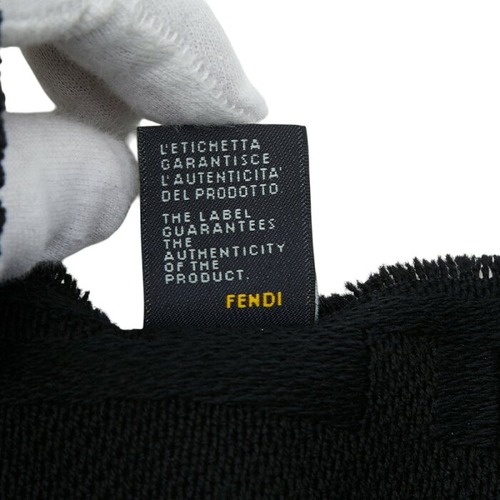 L'ETICHETTA
GARANTISCE
L'AUTENTICITA'
DEL PRODOTTO.
THE LABEL
GUARANTEES
THE
AUTHENTICITY
OF THE
PRODUCT.
FENDI